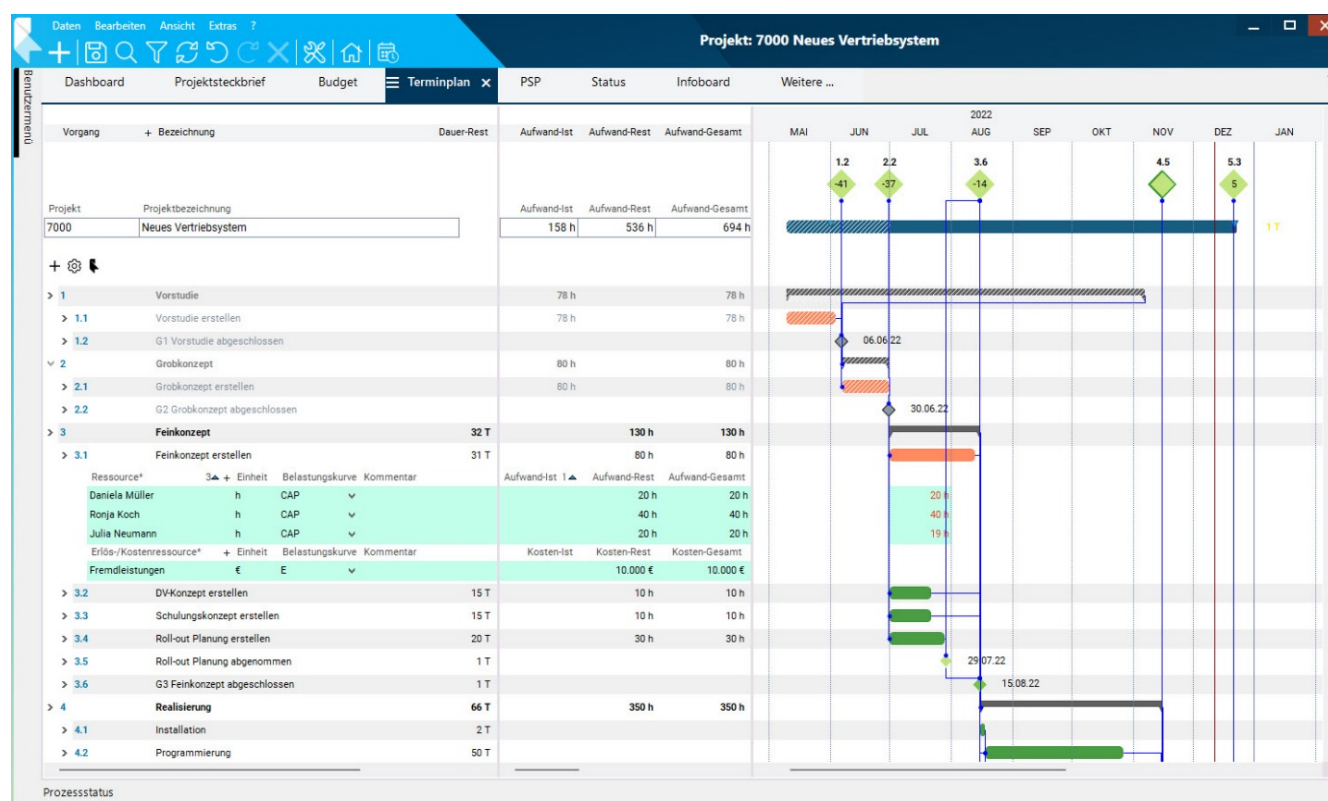 Daten Bearbeiten Ansicht Extras ?
Projekt: 7000 Neues Vertriebsystem
Benutzermenü
Dashboard Projektsteckbrief Budget Terminplan x PSP Status Infoboard Weitere ...
2022
Vorgang + Bezeichnung Dauer-Rest Aufwand-Ist Aufwand-Rest Aufwand-Gesamt MAI JUN JUL AUG SEP OKT NOV DEZ JAN
1.2 2.2 3.6 4.5 5.3
-41 -37 -14 5
Projekt Projektbezeichnung Aufwand-Ist Aufwand-Rest Aufwand-Gesamt
7000 Neues Vertriebsystem 158 h 536 h 694 h 1 T
1 Vorstudie 78 h 78 h
1.1 Vorstudie erstellen 78 h 78 h
1.2 G1 Vorstudie abgeschlossen 06.06.22
2 Grobkonzept 80 h 80 h
2.1 Grobkonzept erstellen 80 h 80 h
2.2 G2 Grobkonzept abgeschlossen 30.06.22
3 Feinkonzept 32 T 130 h 130 h
3.1 Feinkonzept erstellen 31 T 80 h 80 h
Ressource* 3 + Einheit Belastungskurve Kommentar Aufwand-Ist 1 Aufwand-Rest Aufwand-Gesamt
Daniela Müller h CAP 20 h 20 h 20 h
Ronja Koch h CAP 40 h 40 h 40 h
Julia Neumann h CAP 20 h 20 h 19 h
Erlös-/Kostenressource* + Einheit Belastungskurve Kommentar Kosten-Ist Kosten-Rest Kosten-Gesamt
Fremdleistungen € E 10.000 € 10.000 €
3.2 DV-Konzept erstellen 15 T 10 h 10 h
3.3 Schulungskonzept erstellen 15 T 10 h 10 h
3.4 Roll-out Planung erstellen 20 T 30 h 30 h
3.5 Roll-out Planung abgenommen 1 T 29.07.22
3.6 G3 Feinkonzept abgeschlossen 1 T 15.08.22
4 Realisierung 66 T 350 h 350 h
4.1 Installation 2 T
4.2 Programmierung 50 T
Prozessstatus